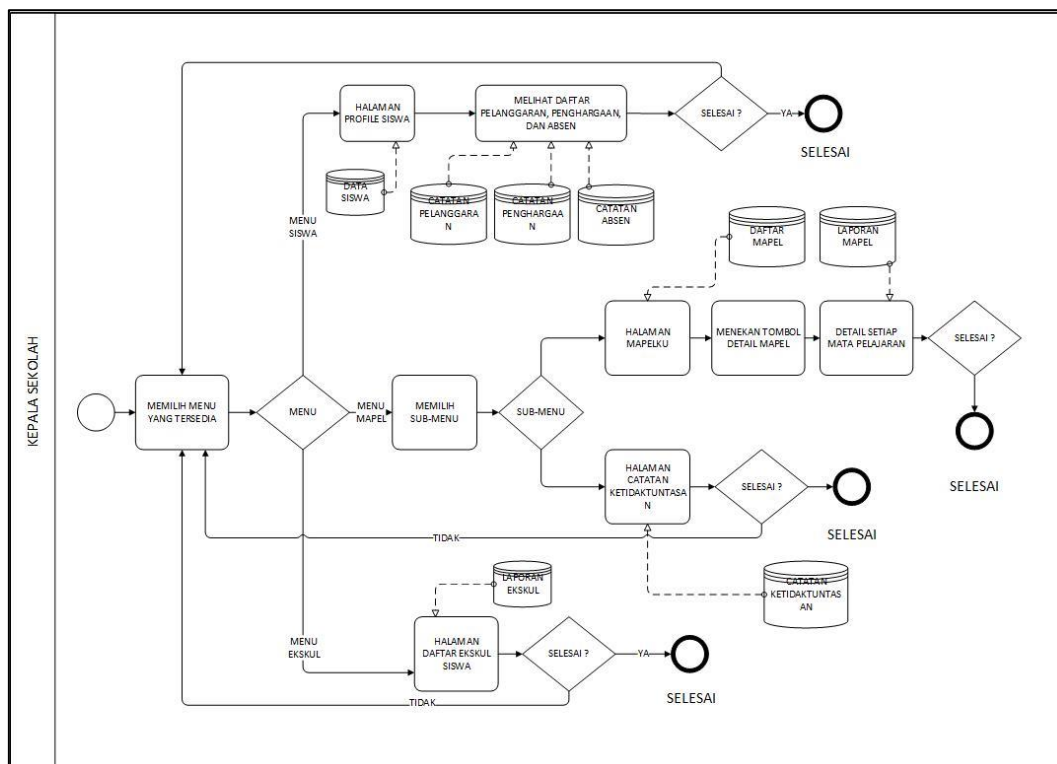 KEPALA SEKOLAH
HALAMAN
PROFILE SISWA
MELIHAT DAFTAR
PELANGGARAN, PENGHARGAAN,
DAN ABSEN
SELESAI ?
YA
SELESAI
DATA
SISWA
CATATAN
PELANGGARA
N
CATATAN
PENGHARGAA
N
CATATAN
ABSEN
MENU
SISWA
DAFTAR
MAPEL
LAPORAN
MAPEL
HALAMAN
MAPELKU
MENEKAN TOMBOL
DETAIL MAPEL
DETAIL SETIAP
MATA PELAJARAN
SELESAI ?
SELESAI
MEMILIH MENU
YANG TERSEDIA
MENU
MENU
MAPEL
MEMILIH
SUB-MENU
SUB-MENU
HALAMAN
CATATAN
KETIDAKTUNTASA
N
SELESAI ?
SELESAI
TIDAK
CATATAN
KETIDAKTUNTAS
AN
LAPORAN
EKSKUL
MENU
EKSKUL
HALAMAN
DAFTAR EKSKUL
SISWA
SELESAI ?
YA
SELESAI
TIDAK